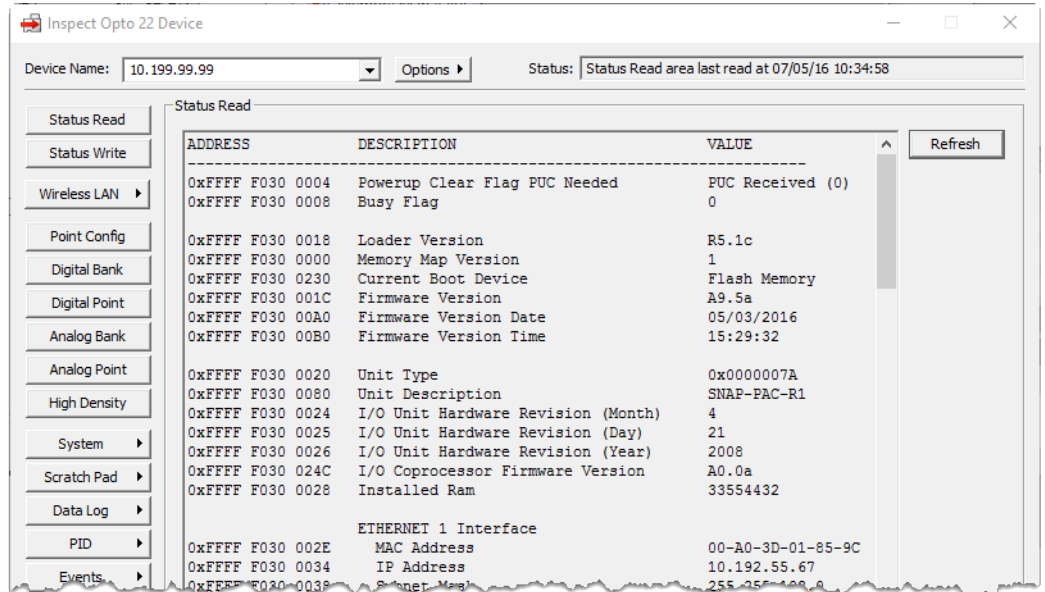 Inspect Opto 22 Device
Device Name: 10.199.99.99 Options Status: Status Read area last read at 07/05/16 10:34:58
Status Read
Status Write
Wireless LAN
Point Config
Digital Bank
Digital Point
Analog Bank
Analog Point
High Density
System
Scratch Pad
Data Log
PID
Events
Status Read
Refresh
ADDRESS DESCRIPTION VALUE
--------------------------------------------------------------------
0xFFFF F030 0004 Powerup Clear Flag PUC Needed PUC Received (0)
0xFFFF F030 0008 Busy Flag 0
0xFFFF F030 0018 Loader Version R5.1c
0xFFFF F030 0000 Memory Map Version 1
0xFFFF F030 0230 Current Boot Device Flash Memory
0xFFFF F030 001C Firmware Version A9.5a
0xFFFF F030 00A0 Firmware Version Date 05/03/2016
0xFFFF F030 00B0 Firmware Version Time 15:29:32
0xFFFF F030 0020 Unit Type 0x0000007A
0xFFFF F030 0080 Unit Description SNAP-PAC-R1
0xFFFF F030 0024 I/O Unit Hardware Revision (Month) 4
0xFFFF F030 0025 I/O Unit Hardware Revision (Day) 21
0xFFFF F030 0026 I/O Unit Hardware Revision (Year) 2008
0xFFFF F030 024C I/O Coprocessor Firmware Version A0.0a
0xFFFF F030 0028 Installed Ram 33554432
ETHERNET 1 Interface
0xFFFF F030 002E MAC Address 00-A0-3D-01-85-9C
0xFFFF F030 0034 IP Address 10.192.55.67
0xFFFF F030 0038 Subnet Mask